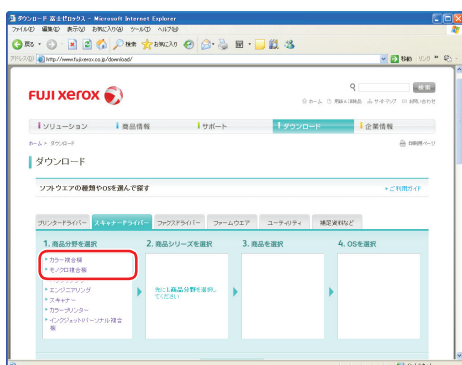 ダウンロード 富士ゼロックス - Microsoft Internet Explorer
ファイル(F) 編集(E) 表示(V) お気に入り(A) ツール(T) ヘルプ(H)
戻る 検索 お気に入り
アドレス(D) http://www.fujixerox.co.jp/download/ 移動 リンク
FUJI XEROX
検索
ホーム サイトマップ お問い合わせ
ソリューション 商品情報 サポート ダウンロード 企業情報
ホーム > ダウンロード 印刷用ページ
ダウンロード
ソフトウエアの種類やOSを選んで探す ご利用ガイド
プリンタードライバー スキャナードライバー ファクスドライバー ファームウエア ユーティリティ 補足資料など
1. 商品分野を選択 2. 商品シリーズを選択 3. 商品を選択 4. OSを選択
カラー複合機
モノクロ複合機
エンジニアリング
スキャナー
カラープリンター
インクジェット/パーソナル複合機
先に1. 商品分野を選択してください